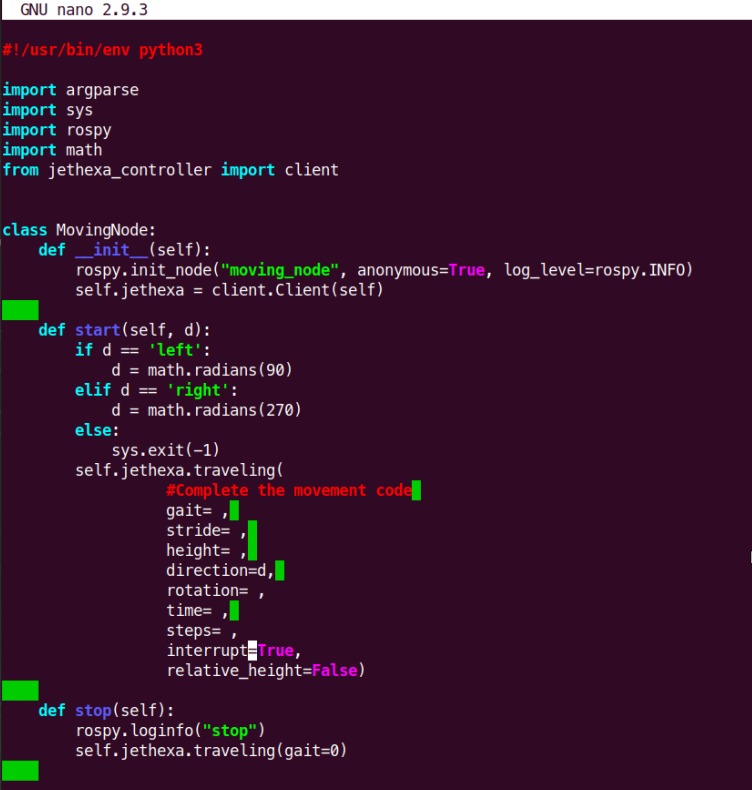 GNU nano 2.9.3
#!/usr/bin/env python3
import argparse
import sys
import rospy
import math
from jethexa_controller import client
class MovingNode:
    def __init__(self):
        rospy.init_node("moving_node", anonymous=True, log_level=rospy.INFO)
        self.jethexa = client.Client(self)
    def start(self, d):
        if d == 'left':
            d = math.radians(90)
        elif d == 'right':
            d = math.radians(270)
        else:
            sys.exit(-1)
        self.jethexa.traveling(
                  #Complete the movement code
                  gait= ,
                  stride= ,
                  height= ,
                  direction=d,
                  rotation= ,
                  time= ,
                  steps= ,
                  interrupt=True,
                  relative_height=False)
    def stop(self):
        rospy.loginfo("stop")
        self.jethexa.traveling(gait=0)